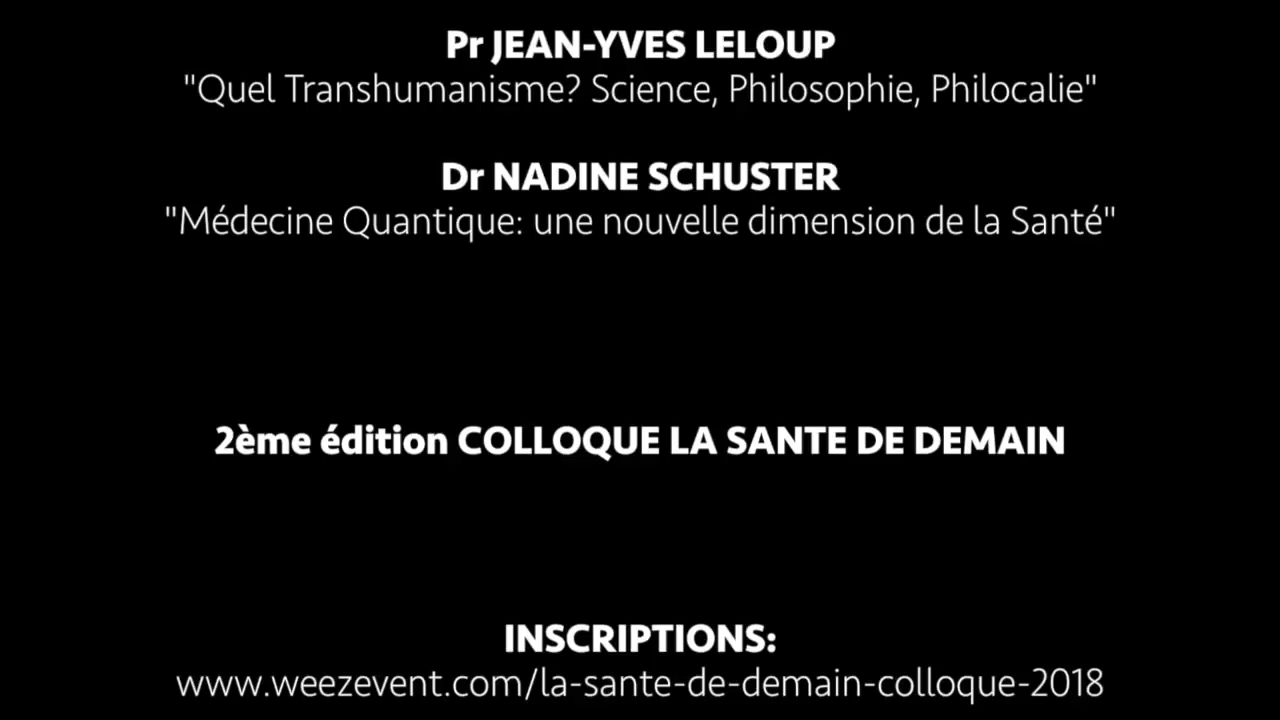 Pr JEAN-YVES LELOUP
"Quel Transhumanisme? Science, Philosophie, Philocalie"
Dr NADINE SCHUSTER
"Médecine Quantique: une nouvelle dimension de la Santé"
2ème édition COLLOQUE LA SANTE DE DEMAIN
INSCRIPTIONS:
www.weezevent.com/la-sante-de-demain-colloque-2018